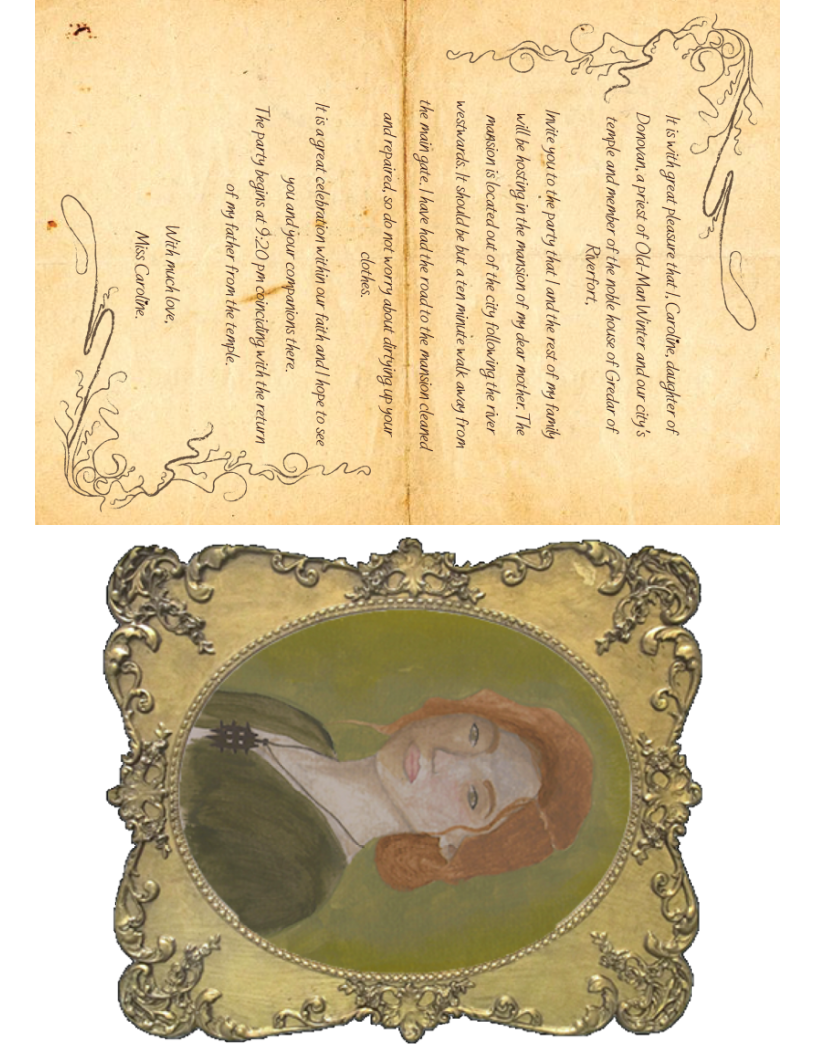 It is with great pleasure that I, Caroline, daughter of
Donovan, a priest of Old-Man Winter and our city's
temple and member of the noble house of Gredar of
Riverfort,
Invite you to the party that I und the rest of my family
will be hosting in the mansion of my dear mother. The
mansion is located out of the city following the river
westwards. It should be but a ten minute walk away from
the main gate. I have had the road to the mansion cleaned
and repaired, so do not worry about dirtying up your
clothes.
It is a great celebration within our faith and I hope to see
you and your companions there.
The party begins at 9:20 pm coinciding with the return
of my father from the temple.
With much love,
Miss Caroline.